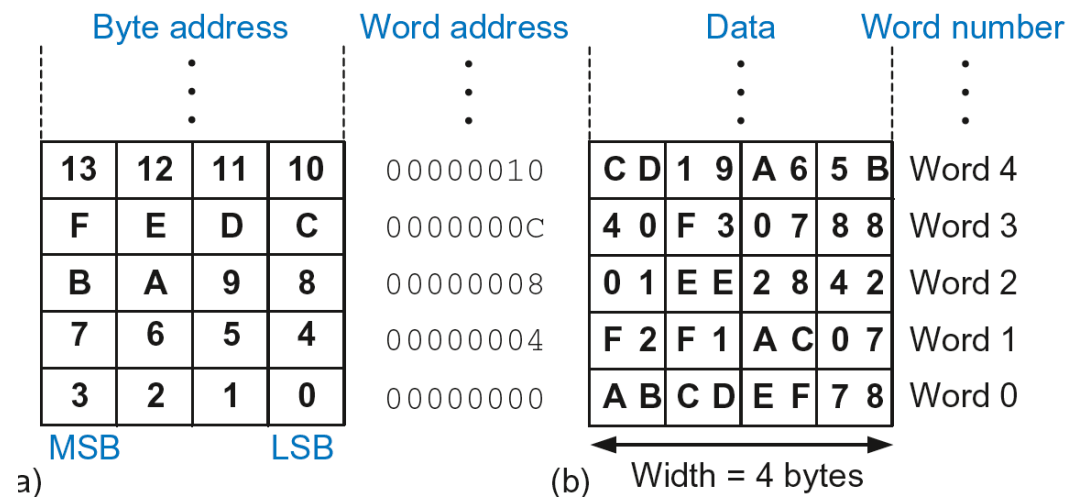 Byte address Word address Data Word number
13 12 11 10 00000010 C D 1 9 A 6 5 B Word 4
F E D C 0000000C 4 0 F 3 0 7 8 8 Word 3
B A 9 8 00000008 0 1 E E 2 8 4 2 Word 2
7 6 5 4 00000004 F 2 F 1 A C 0 7 Word 1
3 2 1 0 00000000 A B C D E F 7 8 Word 0
MSB LSB
a) (b) Width = 4 bytes